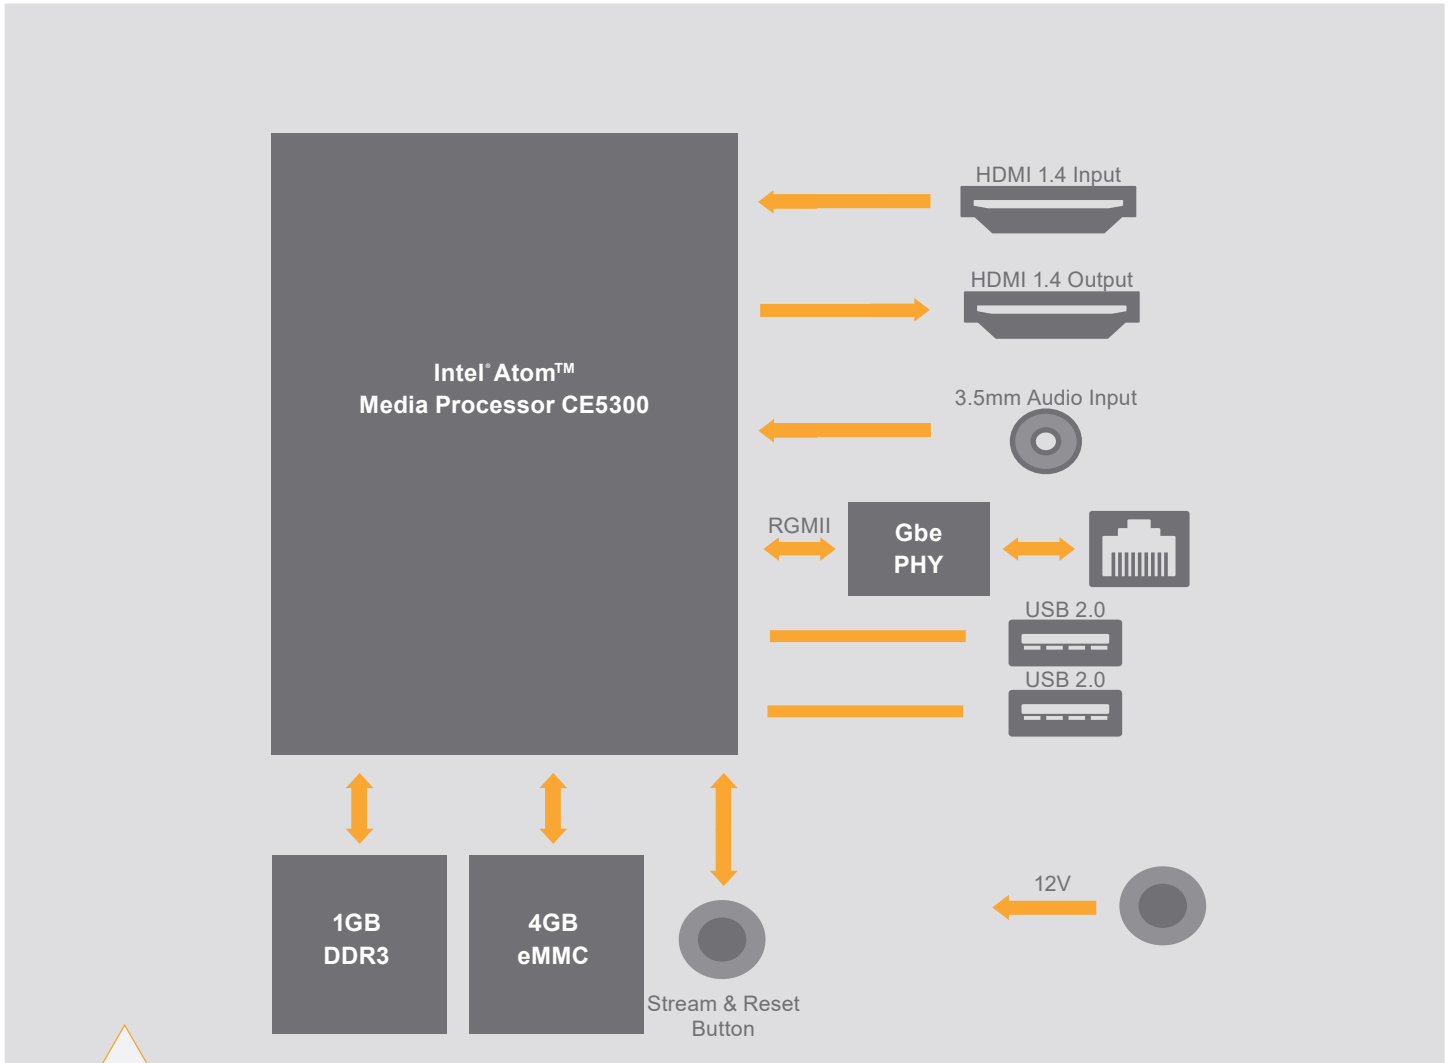 HDMI 1.4 Input
HDMI 1.4 Output
Intel® Atom™
Media Processor CE5300
3.5mm Audio Input
RGMII
Gbe
PHY
USB 2.0
USB 2.0
12V
1GB
DDR3
4GB
eMMC
Stream & Reset
Button